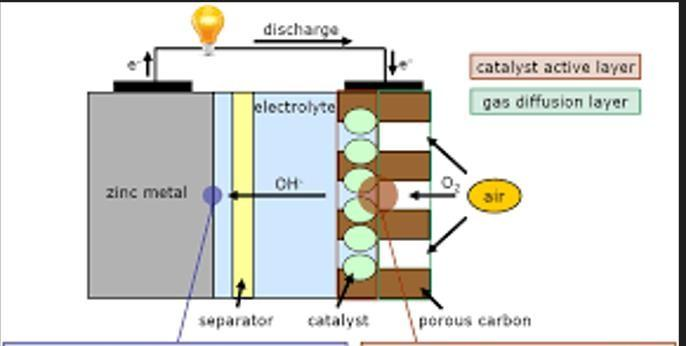 discharge
e⁻
e⁻
catalyst active layer
gas diffusion layer
electrolyte
zinc metal
OH⁻
O₂
air
separator
catalyst
porous carbon